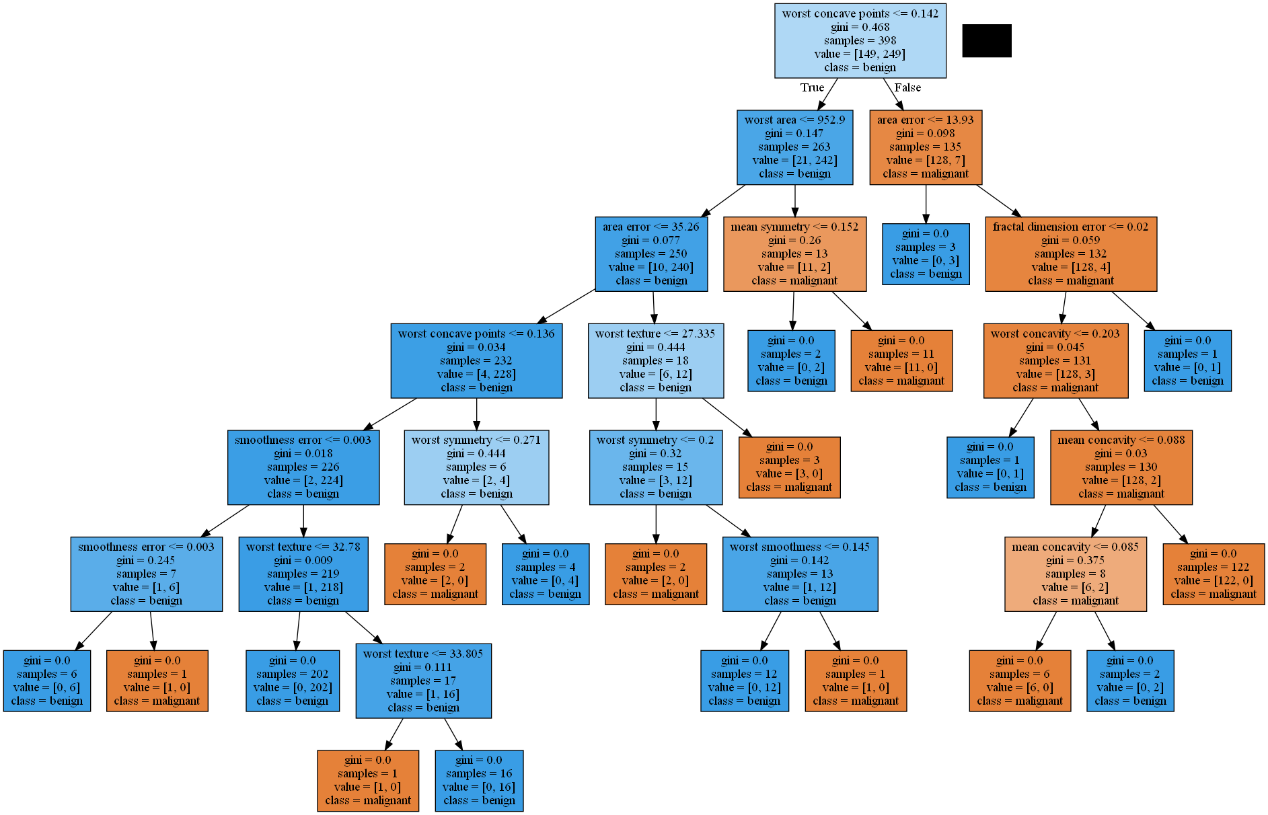 worst concave points <= 0.142
gini = 0.468
samples = 398
value = [149, 249]
class = benign
True
False
worst area <= 952.9
gini = 0.147
samples = 263
value = [21, 242]
class = benign
area error <= 13.93
gini = 0.098
samples = 135
value = [128, 7]
class = malignant
area error <= 35.26
gini = 0.077
samples = 250
value = [10, 240]
class = benign
mean symmetry <= 0.152
gini = 0.26
samples = 13
value = [11, 2]
class = malignant
gini = 0.0
samples = 3
value = [0, 3]
class = benign
fractal dimension error <= 0.02
gini = 0.059
samples = 132
value = [128, 4]
class = malignant
worst concave points <= 0.136
gini = 0.034
samples = 232
value = [4, 228]
class = benign
worst texture <= 27.335
gini = 0.444
samples = 18
value = [6, 12]
class = benign
gini = 0.0
samples = 2
value = [0, 2]
class = benign
gini = 0.0
samples = 11
value = [11, 0]
class = malignant
worst concavity <= 0.203
gini = 0.045
samples = 131
value = [128, 3]
class = malignant
gini = 0.0
samples = 1
value = [0, 1]
class = benign
smoothness error <= 0.003
gini = 0.018
samples = 226
value = [2, 224]
class = benign
worst symmetry <= 0.271
gini = 0.444
samples = 6
value = [2, 4]
class = benign
worst symmetry <= 0.2
gini = 0.32
samples = 15
value = [3, 12]
class = benign
gini = 0.0
samples = 3
value = [3, 0]
class = malignant
gini = 0.0
samples = 1
value = [0, 1]
class = benign
mean concavity <= 0.088
gini = 0.03
samples = 130
value = [128, 2]
class = malignant
smoothness error <= 0.003
gini = 0.245
samples = 7
value = [1, 6]
class = benign
worst texture <= 32.78
gini = 0.009
samples = 219
value = [1, 218]
class = benign
gini = 0.0
samples = 2
value = [2, 0]
class = malignant
gini = 0.0
samples = 4
value = [0, 4]
class = benign
gini = 0.0
samples = 2
value = [2, 0]
class = malignant
worst smoothness <= 0.145
gini = 0.142
samples = 13
value = [1, 12]
class = benign
mean concavity <= 0.085
gini = 0.375
samples = 8
value = [6, 2]
class = malignant
gini = 0.0
samples = 122
value = [122, 0]
class = malignant
gini = 0.0
samples = 6
value = [0, 6]
class = benign
gini = 0.0
samples = 1
value = [1, 0]
class = malignant
gini = 0.0
samples = 202
value = [0, 202]
class = benign
worst texture <= 33.805
gini = 0.111
samples = 17
value = [1, 16]
class = benign
gini = 0.0
samples = 12
value = [0, 12]
class = benign
gini = 0.0
samples = 1
value = [1, 0]
class = malignant
gini = 0.0
samples = 6
value = [6, 0]
class = malignant
gini = 0.0
samples = 2
value = [0, 2]
class = benign
gini = 0.0
samples = 1
value = [1, 0]
class = malignant
gini = 0.0
samples = 16
value = [0, 16]
class = benign